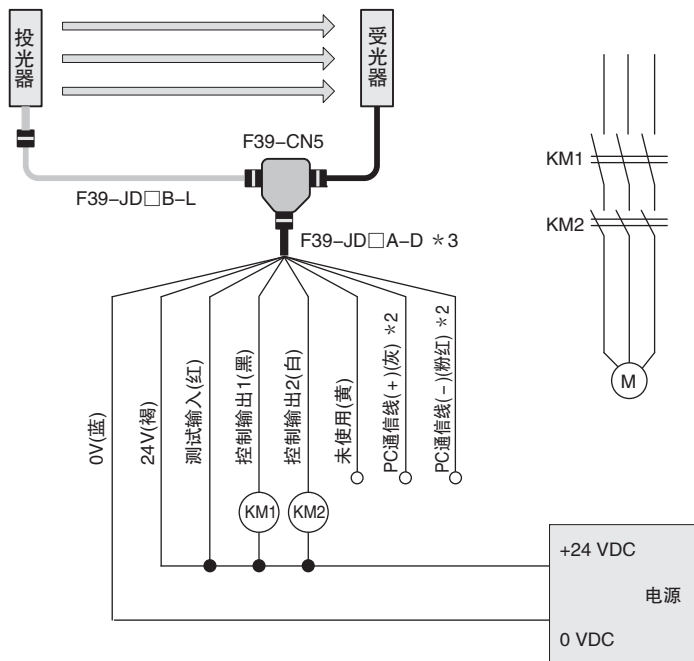 投光器
受光器
F39–CN5
F39–JD□B–L
F39–JD□A–D *3
KM1
KM2
M
0V(蓝)
24V(褐)
测试输入(红)
控制输出1(黑)
控制输出2(白)
未使用(黄)
PC通信线(+)(灰) *2
PC通信线(-)(粉红) *2
KM1
KM2
+24 VDC
电源
0 VDC